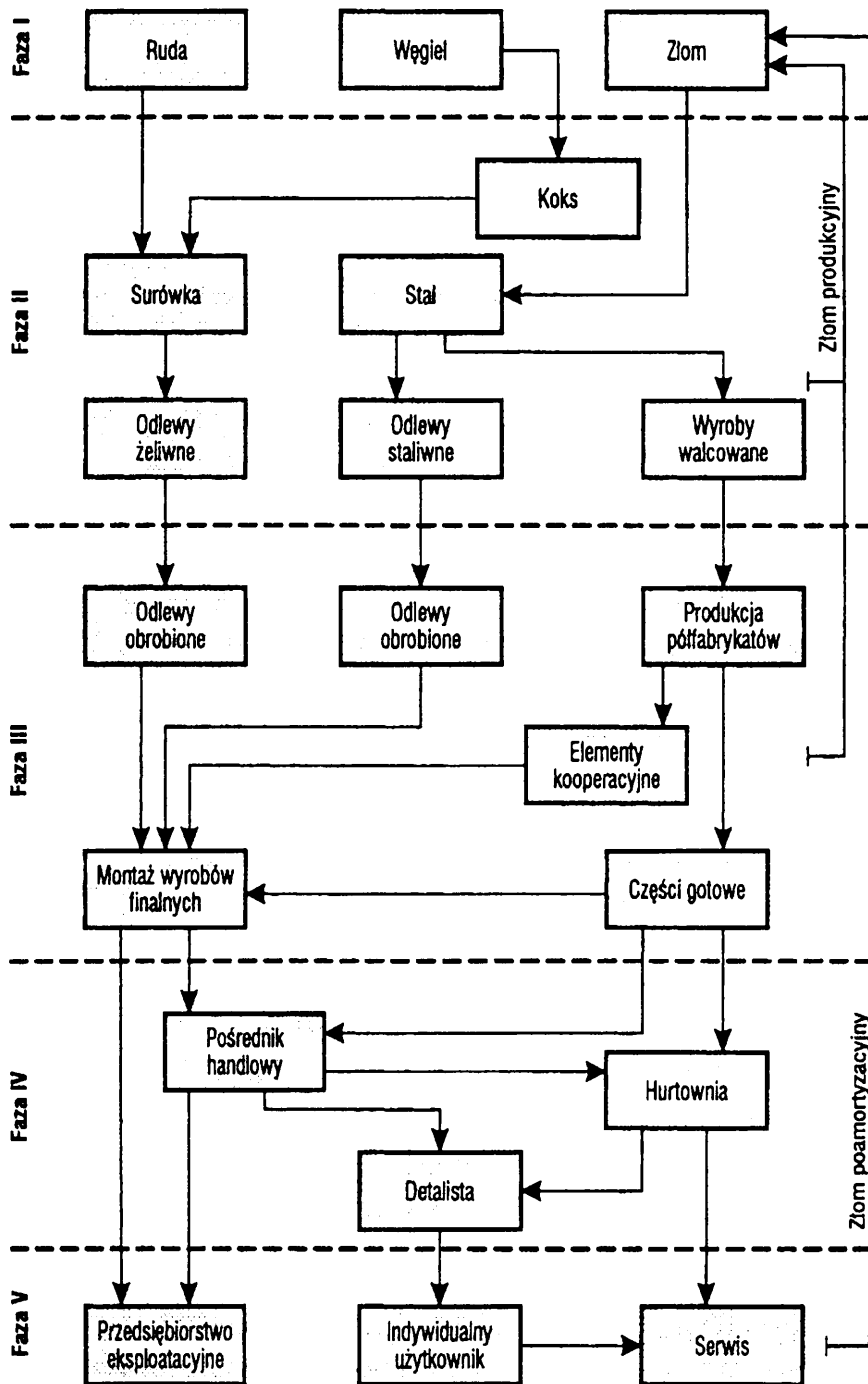 Faza I
Ruda
Węgiel
Złom
Faza II
Koks
Surówka
Stal
Złom produkcyjny
Odlewy
żeliwne
Odlewy
staliwne
Wyroby
walcowane
Faza III
Odlewy
obrobione
Odlewy
obrobione
Produkcja
półfabrykatów
Elementy
kooperacyjne
Montaż wyrobów
finalnych
Części gotowe
Faza IV
Pośrednik
handlowy
Hurtownia
Detalista
Złom poamortyzacyjny
Faza V
Przedsiębiorstwo
eksploatacyjne
Indywidualny
użytkownik
Serwis